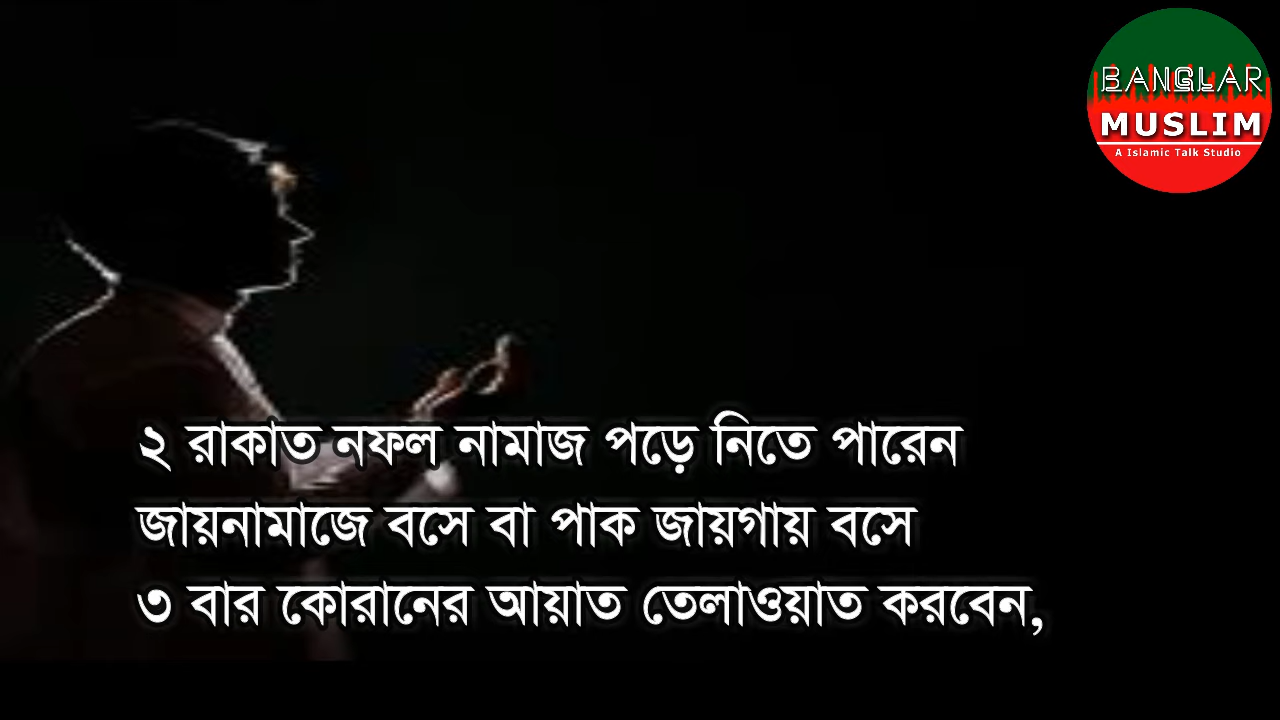 BANGLAR
MUSLIM
A Islamic Talk Studio
২ রাকাত নফল নামাজ পড়ে নিতে পারেন
জায়নামাজে বসে বা পাক জায়গায় বসে
৩ বার কোরানের আয়াত তেলাওয়াত করবেন,